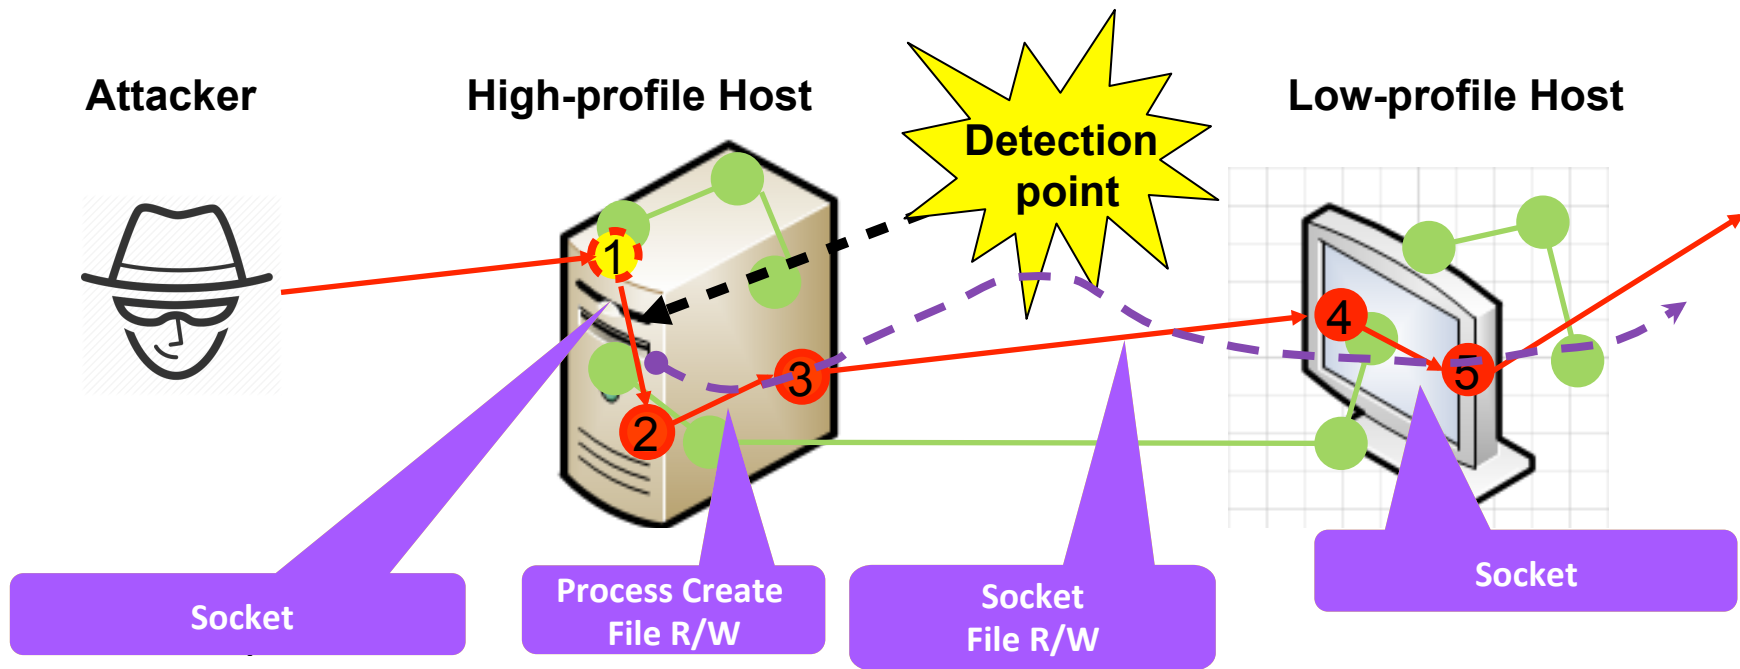 Attacker
High-profile Host
Detection
point
Low-profile Host
1
2
3
4
5
Socket
Process Create
File R/W
Socket
File R/W
Socket